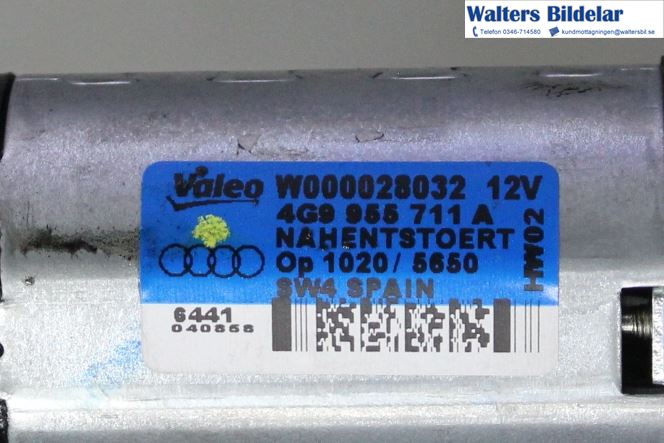 Walters Bildelar
Telefon 0346-714580 kundmottagningen@waltersbil.se
Valeo W000028032 12V
4G9 955 711 A
NAHENTSTOERT
Op 1020/ 5650
SW4 SPAIN
HW02
6441
040858